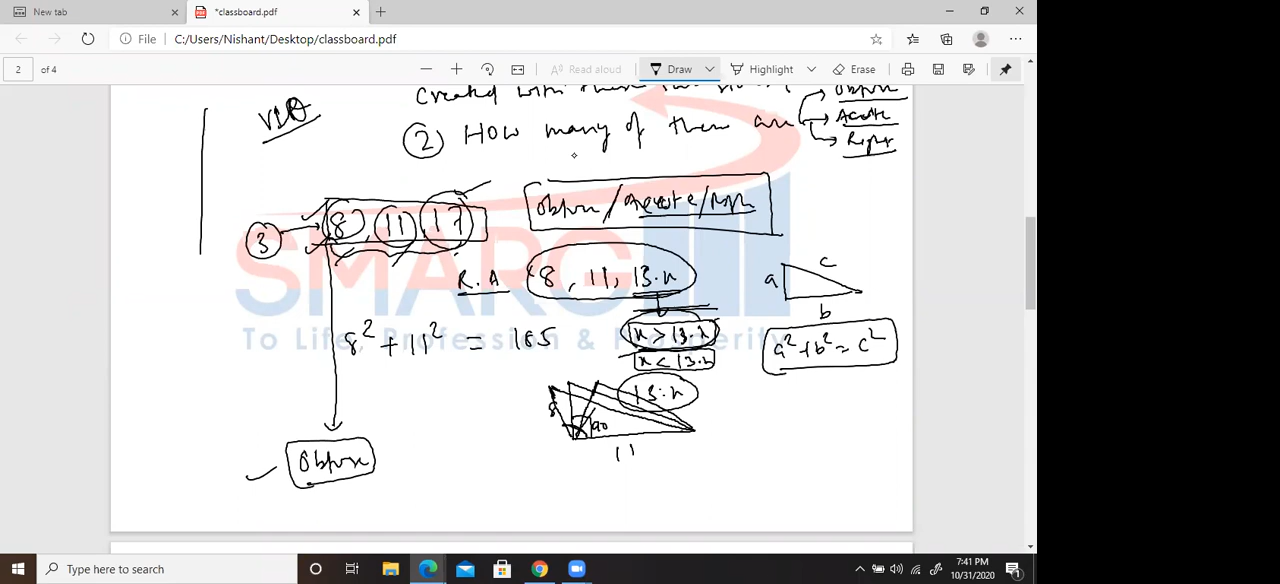 New tab
*classboard.pdf
File C:/Users/Nishant/Desktop/classboard.pdf
2 of 4
Read aloud
Draw
Highlight
Erase
created with these
Obtuse
VIQ
② How many of them are
Acute
Right
③ 8, 11, 17
Obtuse/Acute/Right
SMARG
R.A 8, 11, 13.x
a
c
b
To Life, Profession & Prosperity
8² + 11² = 185
x > 13.x
x < 13.x
a² + b² = c²
13.x
8
90
11
Obtuse
Type here to search
7:41 PM
10/31/2020
1